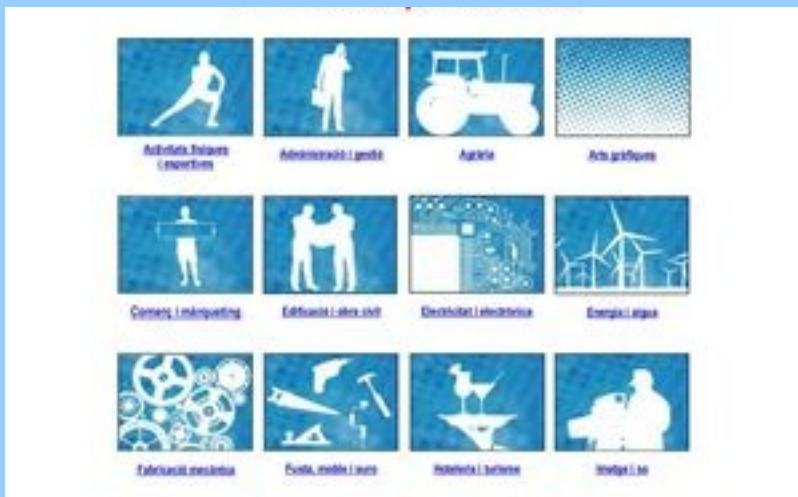 Activitats físiques
i esportives
Administració i gestió
Agrària
Arts gràfiques
Comerç i màrqueting
Edificació i obra civil
Electricitat i electrònica
Energia i aigua
Fabricació mecànica
Fusta, moble i suro
Hoteleria i turisme
Imatge i so